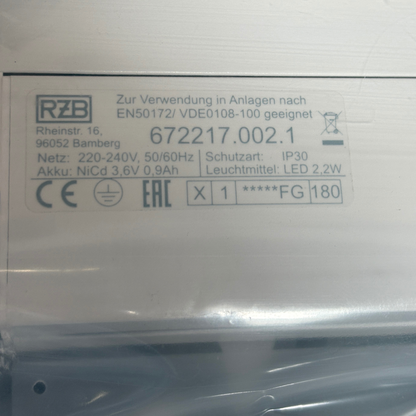 RZB
Zur Verwendung in Anlagen nach
EN50172/ VDE0108-100 geeignet
Rheinstr. 16,
96052 Bamberg
672217.002.1
Netz: 220-240V, 50/60Hz
Schutzart: IP30
Akku: NiCd 3,6V 0,9Ah
Leuchtmittel: LED 2,2W
CE EAC X 1 *****FG 180